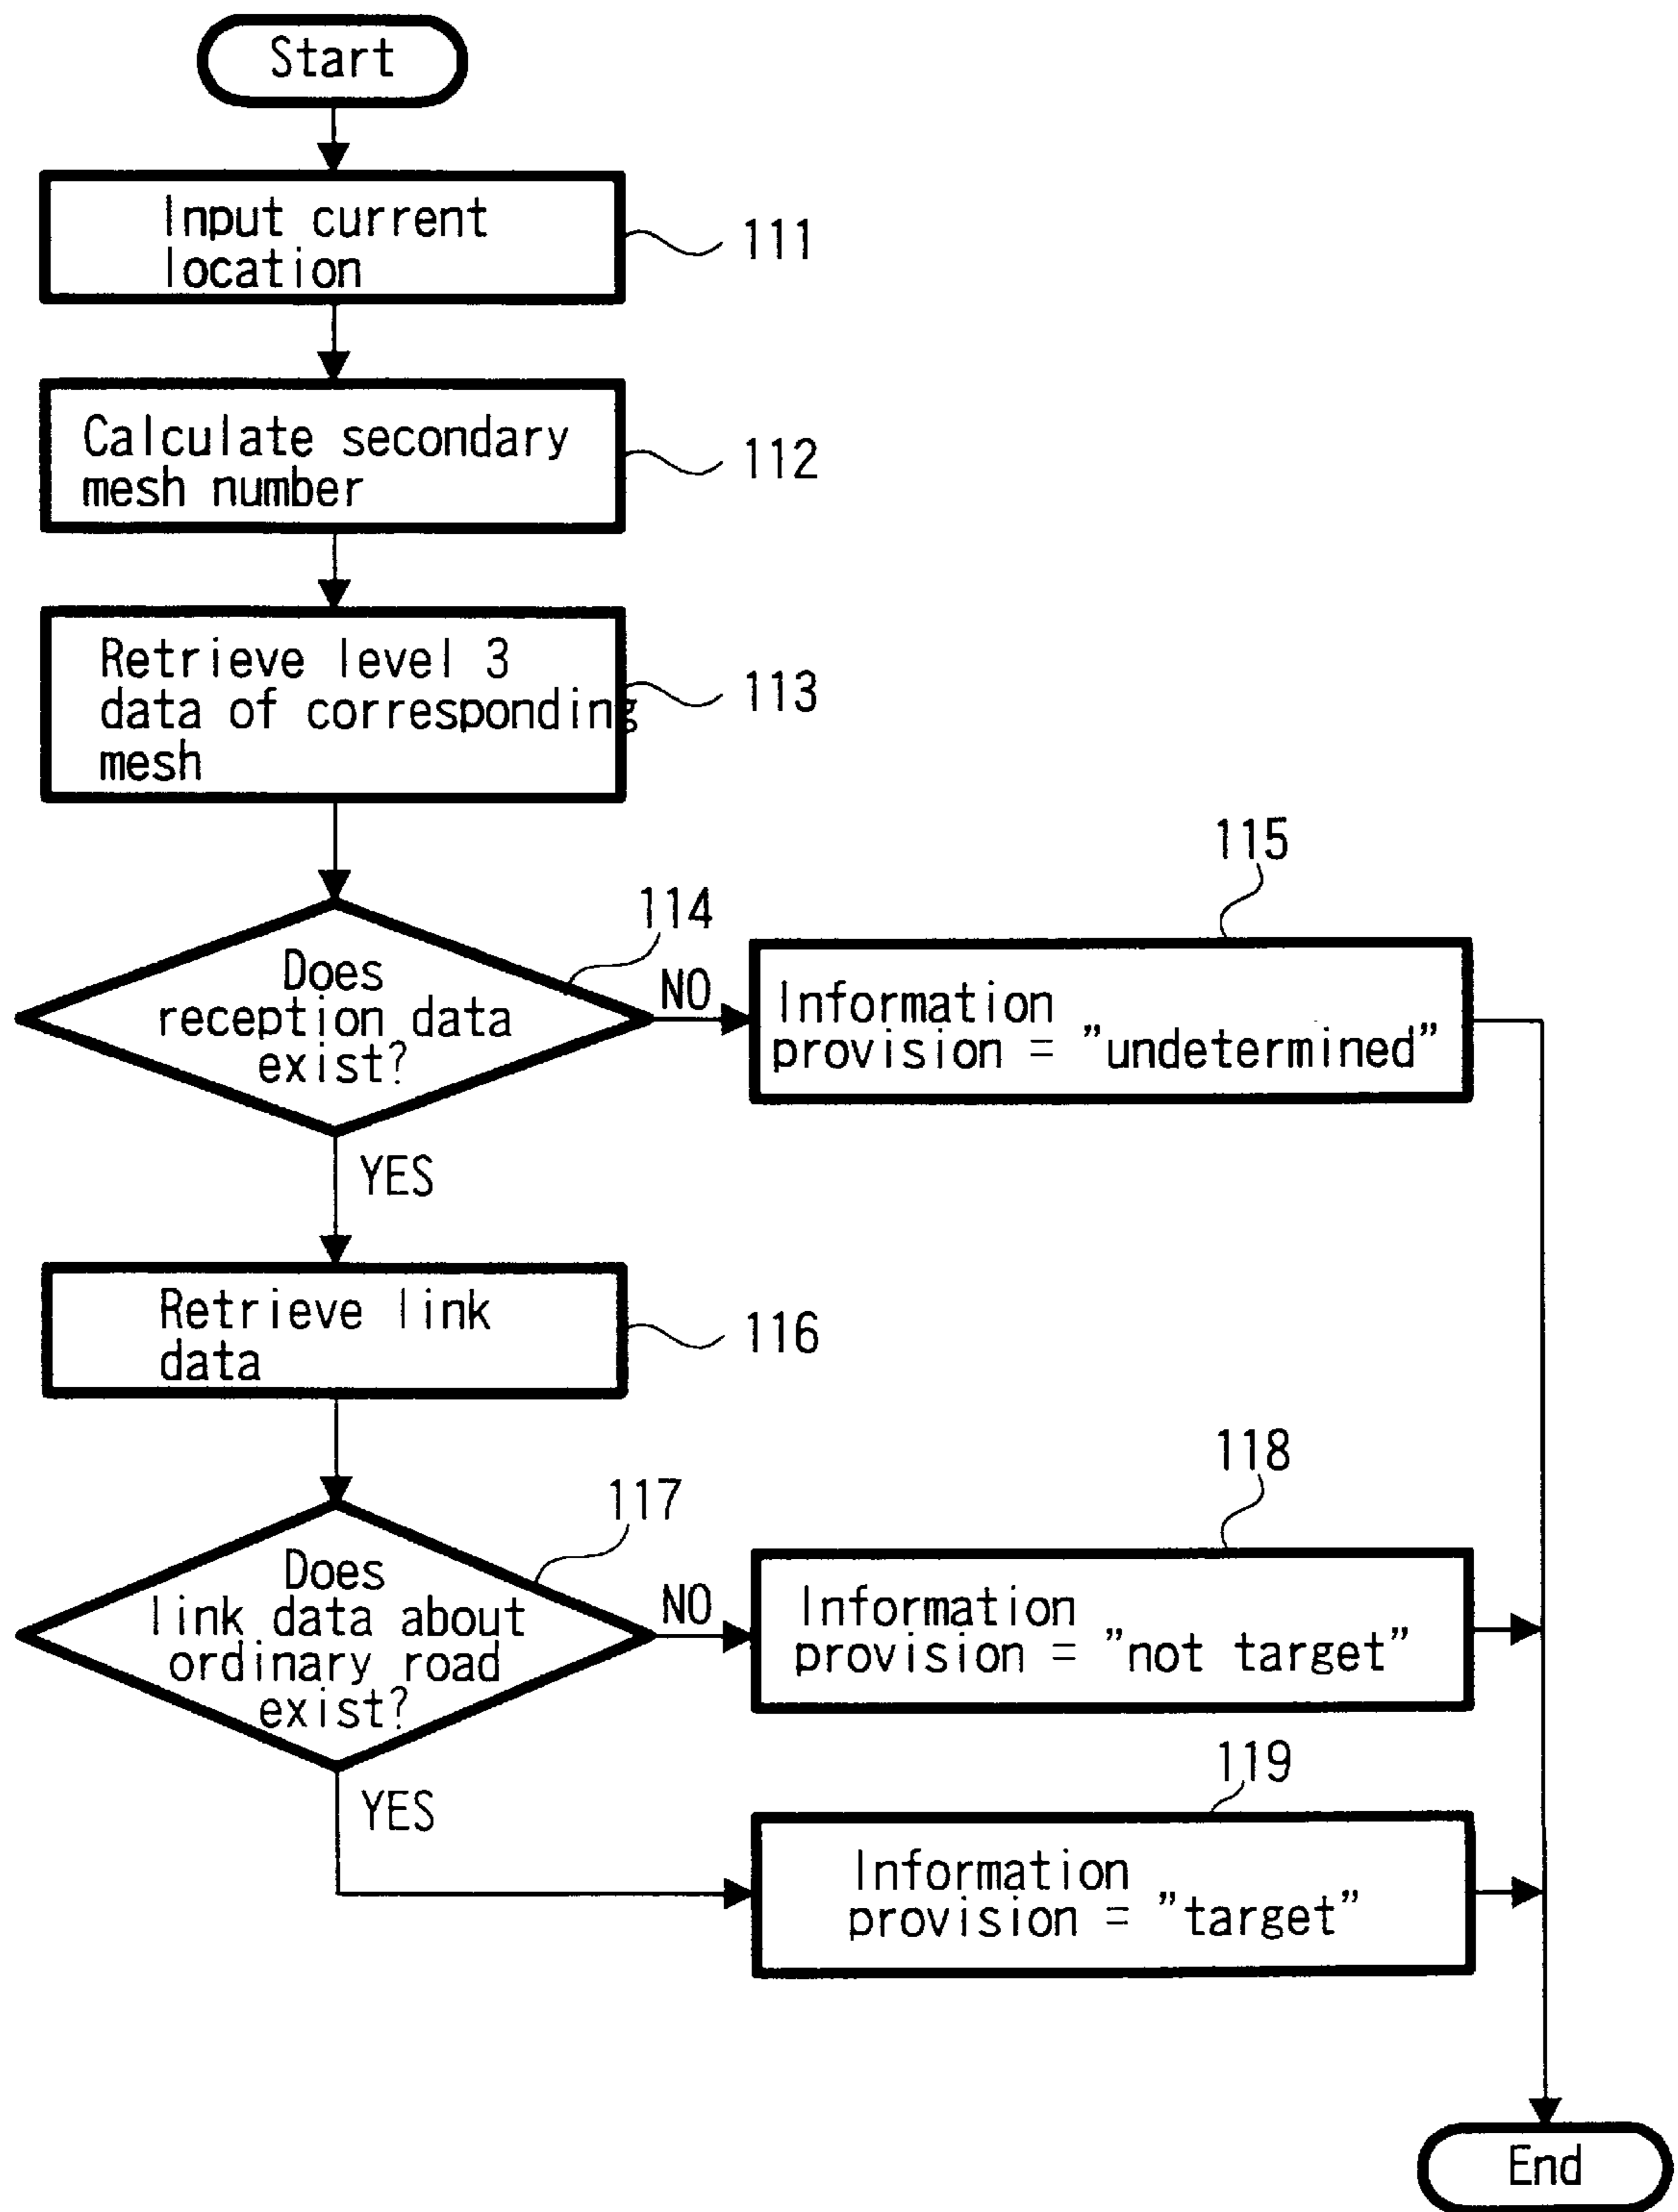 Start
Input current
location
111
Calculate secondary
mesh number
112
Retrieve level 3
data of corresponding
mesh
113
114
Does
reception data
exist?
NO
115
Information
provision = "undetermined"
YES
Retrieve link
data
116
117
Does
link data about
ordinary road
exist?
NO
118
Information
provision = "not target"
YES
119
Information
provision = "target"
End